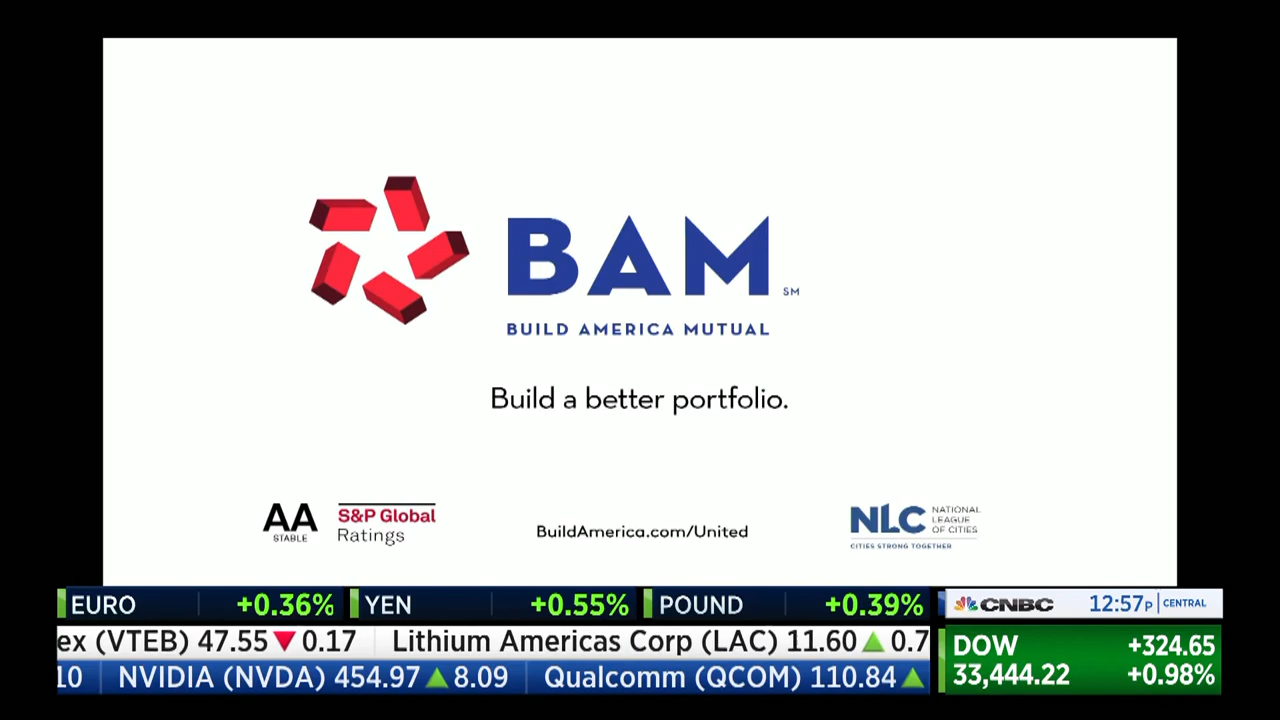 BAM SM
BUILD AMERICA MUTUAL
Build a better portfolio.
AA
STABLE
S&P Global
Ratings
BuildAmerica.com/United
NLC
NATIONAL
LEAGUE
OF CITIES
CITIES STRONG TOGETHER
EURO +0.36% YEN +0.55% POUND +0.39%
CNBC 12:57P CENTRAL
ex (VTEB) 47.55 ▼ 0.17 Lithium Americas Corp (LAC) 11.60 ▲ 0.7
10 NVIDIA (NVDA) 454.97 ▲ 8.09 Qualcomm (QCOM) 110.84 ▲
DOW +324.65
33,444.22 +0.98%